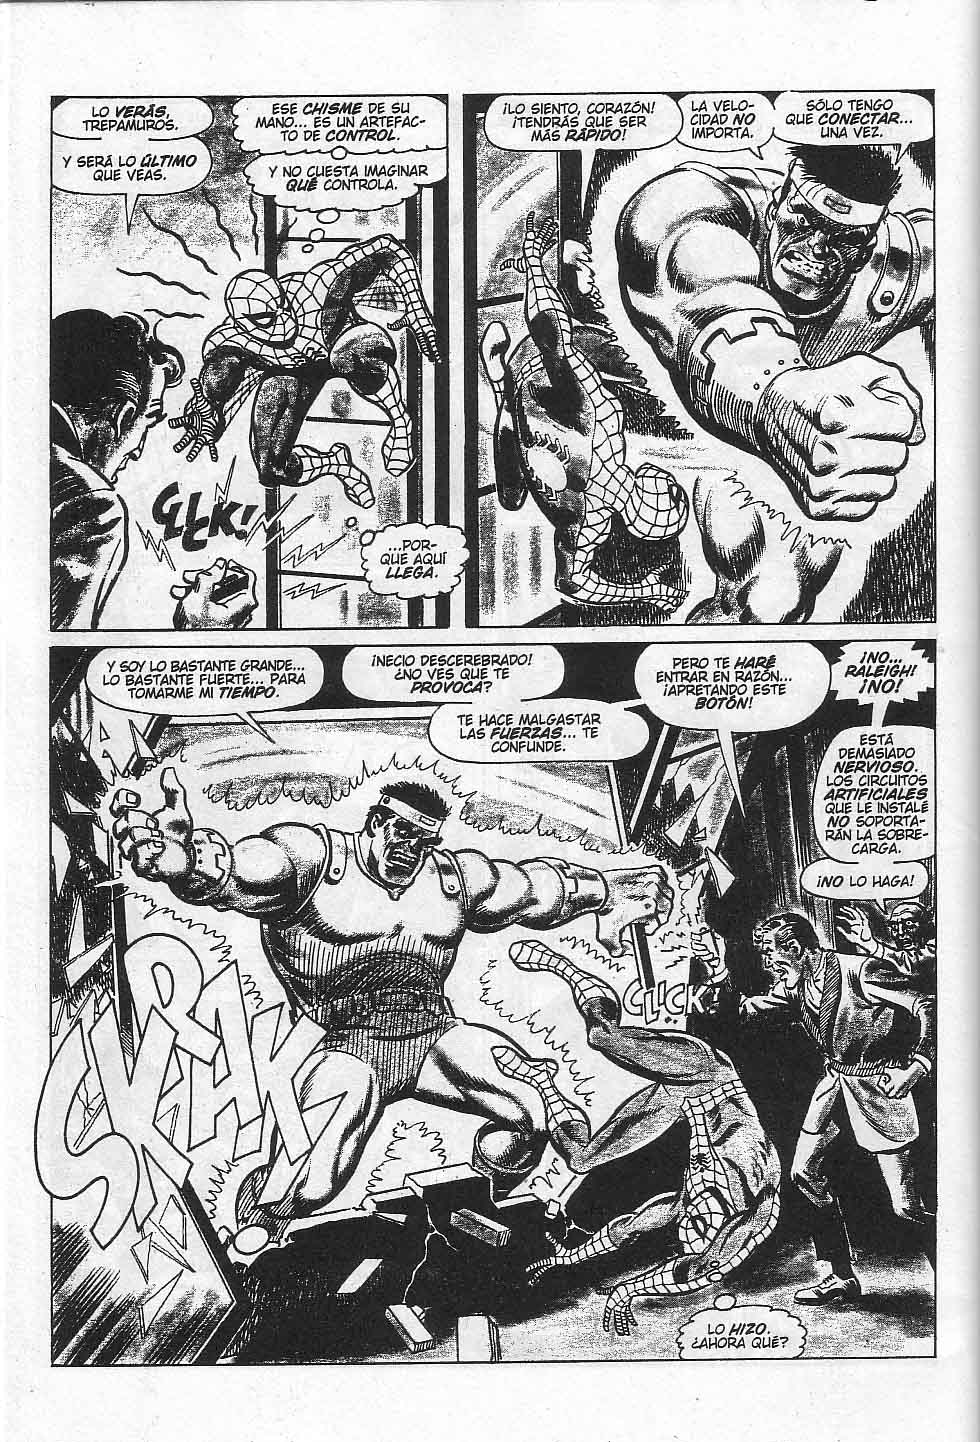 LO VERÁS,
TREPAMUROS.
Y SERÁ LO ÚLTIMO
QUE VEAS.
ESE CHISME DE SU
MANO... ES UN ARTEFAC-
TO DE CONTROL.
Y NO CUESTA IMAGINAR
QUÉ CONTROLA.
CLICK!
...POR-
QUE AQUÍ
LLEGA.
¡LO SIENTO, CORAZÓN!
¡TENDRÁS QUE SER
MÁS RÁPIDO!
LA VELO-
CIDAD NO
IMPORTA.
SÓLO TENGO
QUE CONECTAR...
UNA VEZ.
Y SOY LO BASTANTE GRANDE...
LO BASTANTE FUERTE... PARA
TOMARME MI TIEMPO.
¡NECIO DESCEREBRADO!
¿NO VES QUE TE
PROVOCA?
TE HACE MALGASTAR
LAS FUERZAS... TE
CONFUNDE.
PERO TE HARÉ
ENTRAR EN RAZÓN...
¡APRETANDO ESTE
BOTÓN!
¡NO...
RALEIGH!
¡NO!
ESTÁ
DEMASIADO
NERVIOSO.
LOS CIRCUITOS
ARTIFICIALES
QUE LE INSTALÉ
NO SOPORTA-
RÁN LA SOBRE-
CARGA.
¡NO LO HAGA!
SKRAK
CLICK!
LO HIZO.
¿AHORA QUÉ?